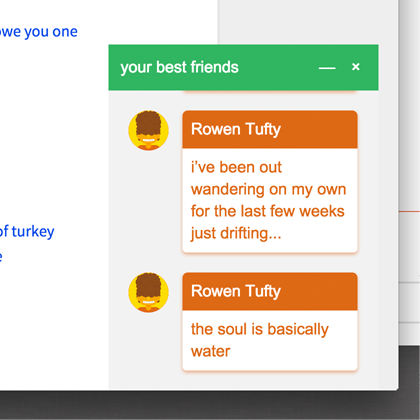 owe you one
your best friends
Rowen Tufty
i've been out
wandering on my own
for the last few weeks
just drifting...
of turkey
Rowen Tufty
the soul is basically
water